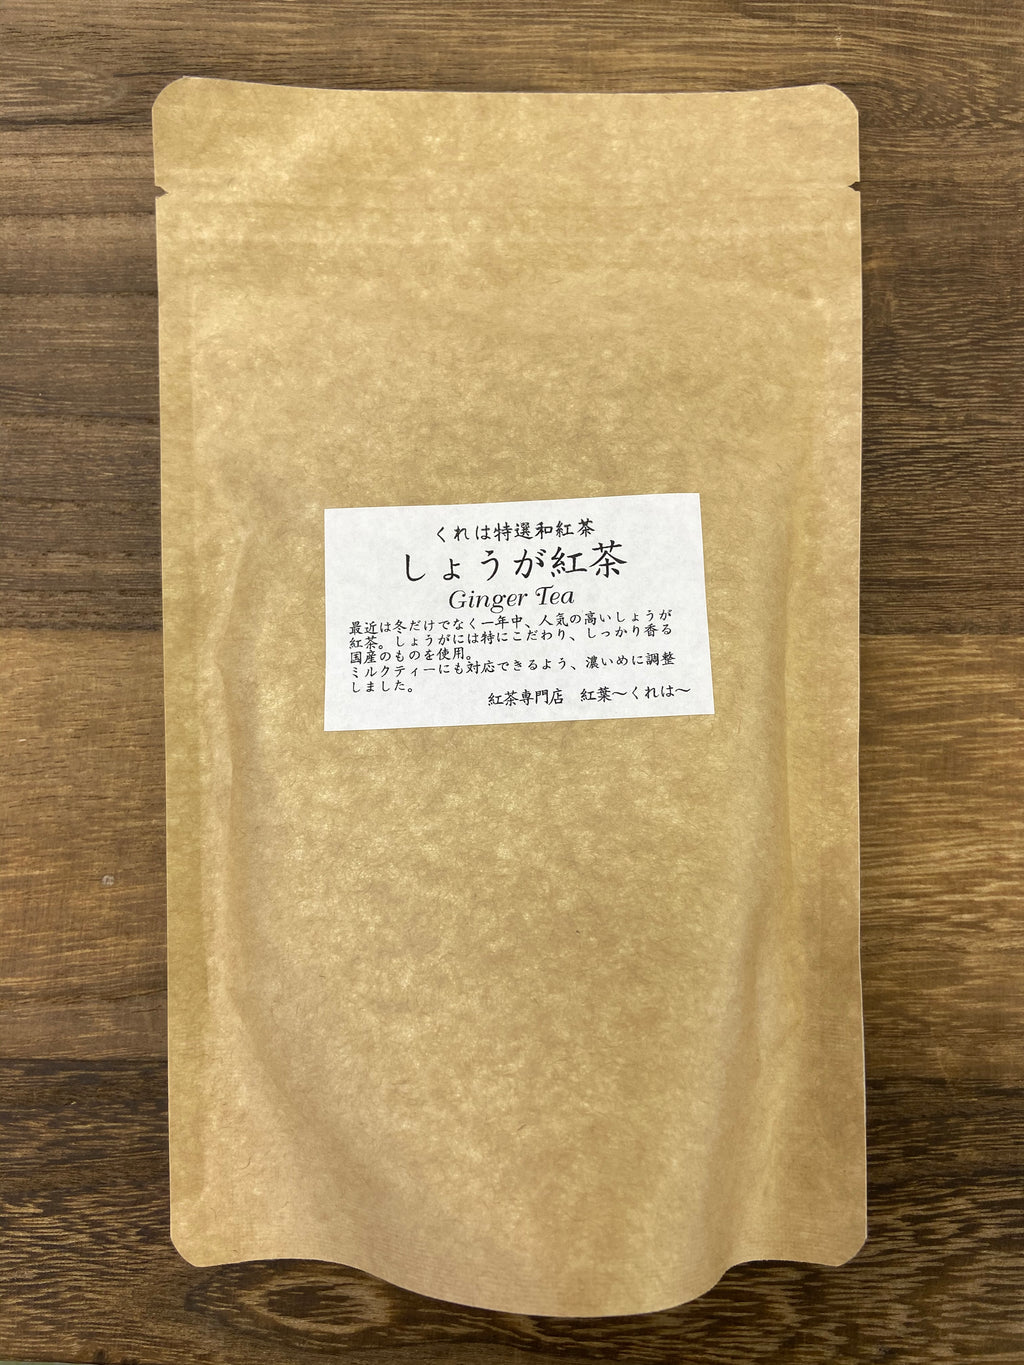 くれは特選和紅茶
しょうが紅茶
Ginger Tea
最近は冬だけでなく一年中、人気の高いしょうが
紅茶。しょうがには特にこだわり、しっかり香る
国産のものを使用。
ミルクティーにも対応できるよう、濃いめに調整
しました。
紅茶専門店　紅葉～くれは～